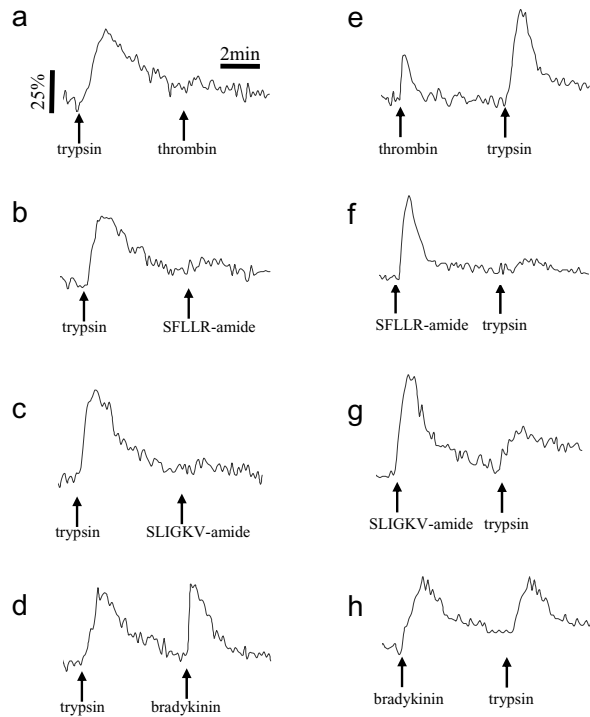 a
25%
2min
trypsin thrombin
b
trypsin SFLLR-amide
c
trypsin SLIGKV-amide
d
trypsin bradykinin
e
thrombin trypsin
f
SFLLR-amide trypsin
g
SLIGKV-amide trypsin
h
bradykinin trypsin